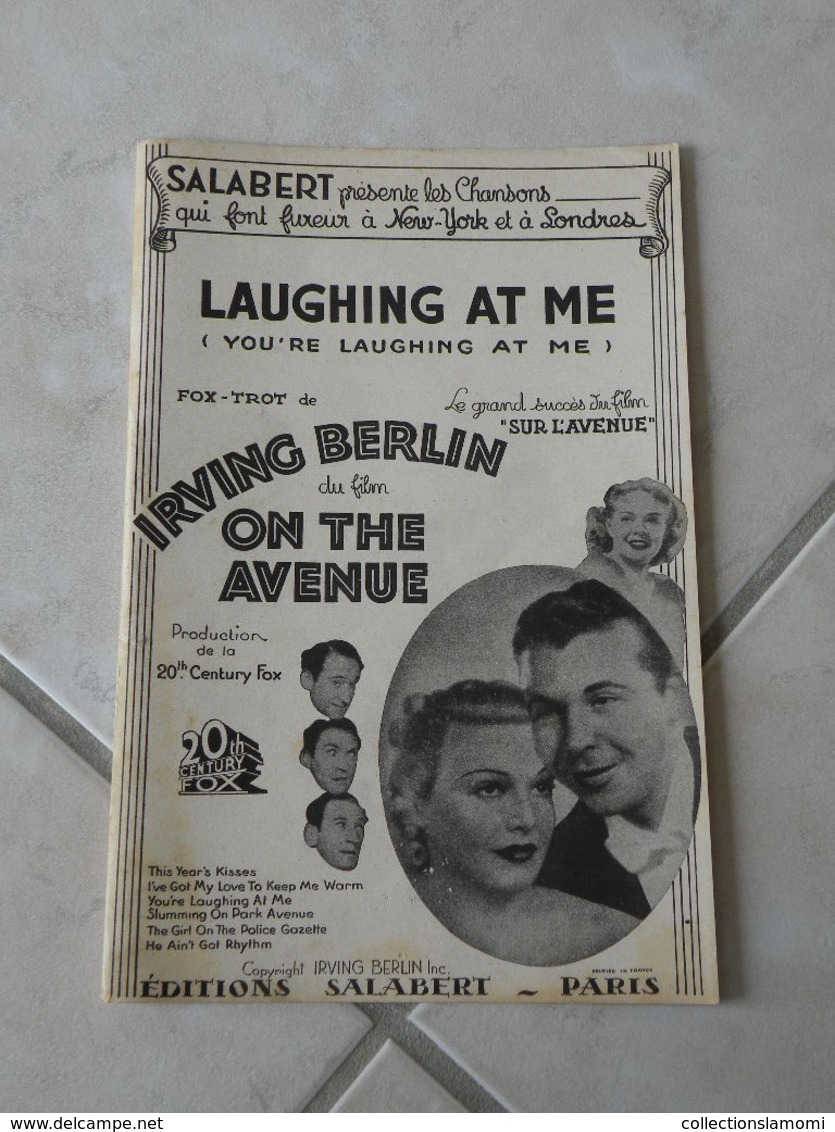 SALABERT présente les Chansons
qui font fureur à New-York et à Londres
LAUGHING AT ME
( YOU'RE LAUGHING AT ME )
FOX-TROT de
Le grand succès du film
"SUR L'AVENUE"
IRVING BERLIN
du film
ON THE
AVENUE
Production
de la
20th. Century Fox
20th
CENTURY
FOX
This Year's Kisses
I've Got My Love To Keep Me Warm
You're Laughing At Me
Slumming On Park Avenue
The Girl On The Police Gazette
He Ain't Got Rhythm
Copyright IRVING BERLIN Inc.
PRINTED IN FRANCE
ÉDITIONS SALABERT - PARIS
http://www.delcampe.net
collectionslamomi